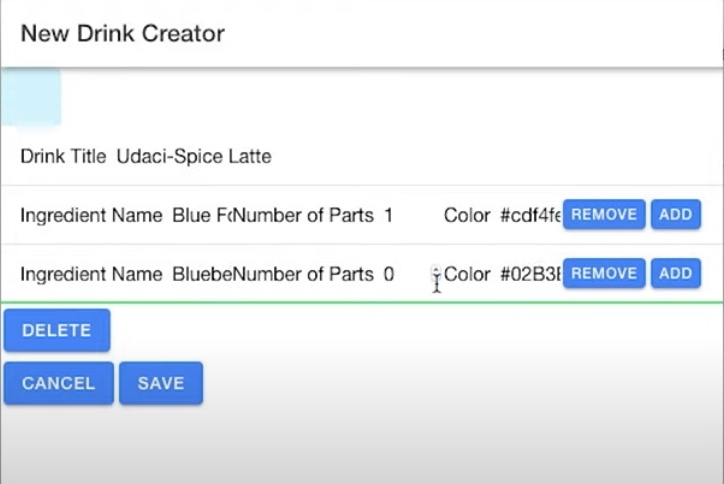 New Drink Creator
Drink Title Udaci-Spice Latte
Ingredient Name Blue Number of Parts 1 Color #cdf4fe REMOVE ADD
Ingredient Name Bluebe Number of Parts 0 Color #02B3 REMOVE ADD
DELETE
CANCEL SAVE